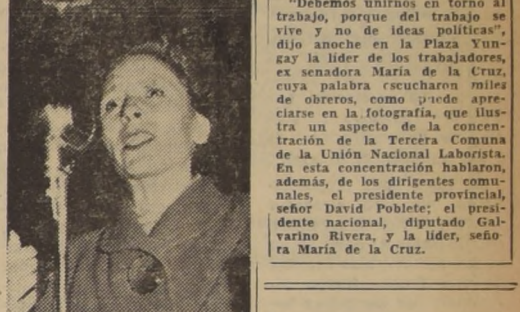 "Debemos unirnos en torno al
trabajo, porque del trabajo se
vive y no de ideas políticas",
dijo anoche en la Plaza Yun-
gay la líder de los trabajadores,
ex senadora María de la Cruz,
cuya palabra escucharon miles
de obreros, como puede apre-
ciarse en la fotografía, que ilus-
tra un aspecto de la concen-
tración de la Tercera Comuna
de la Unión Nacional Laborista.
En esta concentración hablaron,
además, de los dirigentes comu-
nales, el presidente provincial,
señor David Poblete; el presi-
dente nacional, diputado Gal-
varino Rivera, y la líder, seño-
ra María de la Cruz.